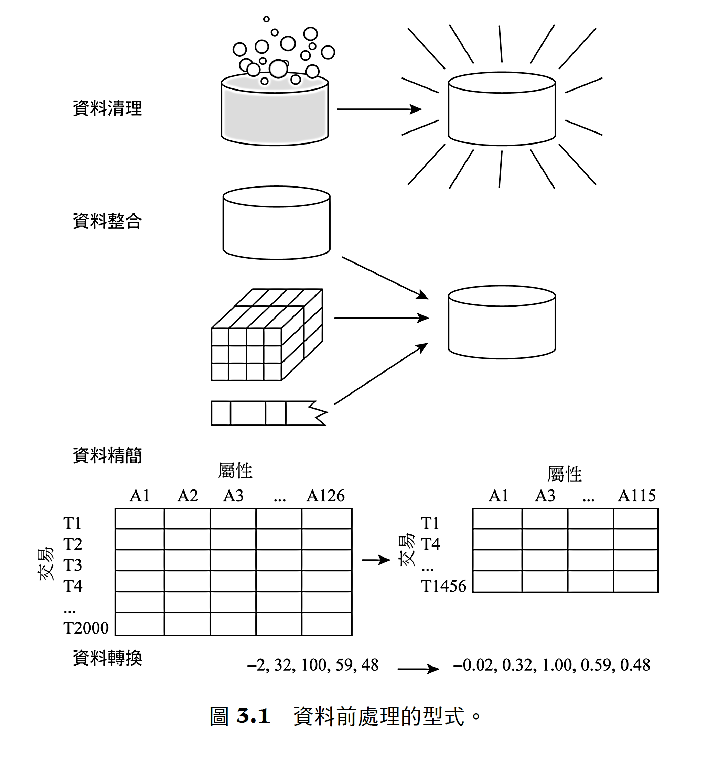 資料清理
資料整合
資料精簡
屬性
A1 A2 A3 ... A126
交易
T1
T2
T3
T4
...
T2000
屬性
A1 A3 ... A115
交易
T1
T4
...
T1456
資料轉換
−2, 32, 100, 59, 48
−0.02, 0.32, 1.00, 0.59, 0.48
圖 3.1 資料前處理的型式。